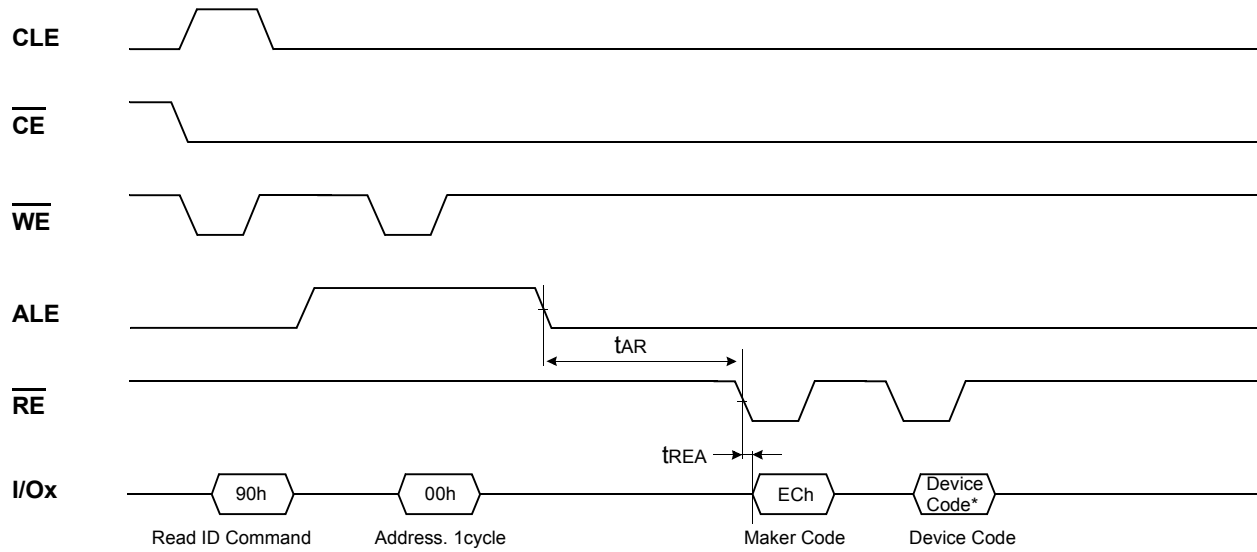 CLE
CE
WE
ALE
tAR
RE
tREA
I/Ox
90h
00h
ECh
Device
Code*
Read ID Command
Address. 1cycle
Maker Code
Device Code